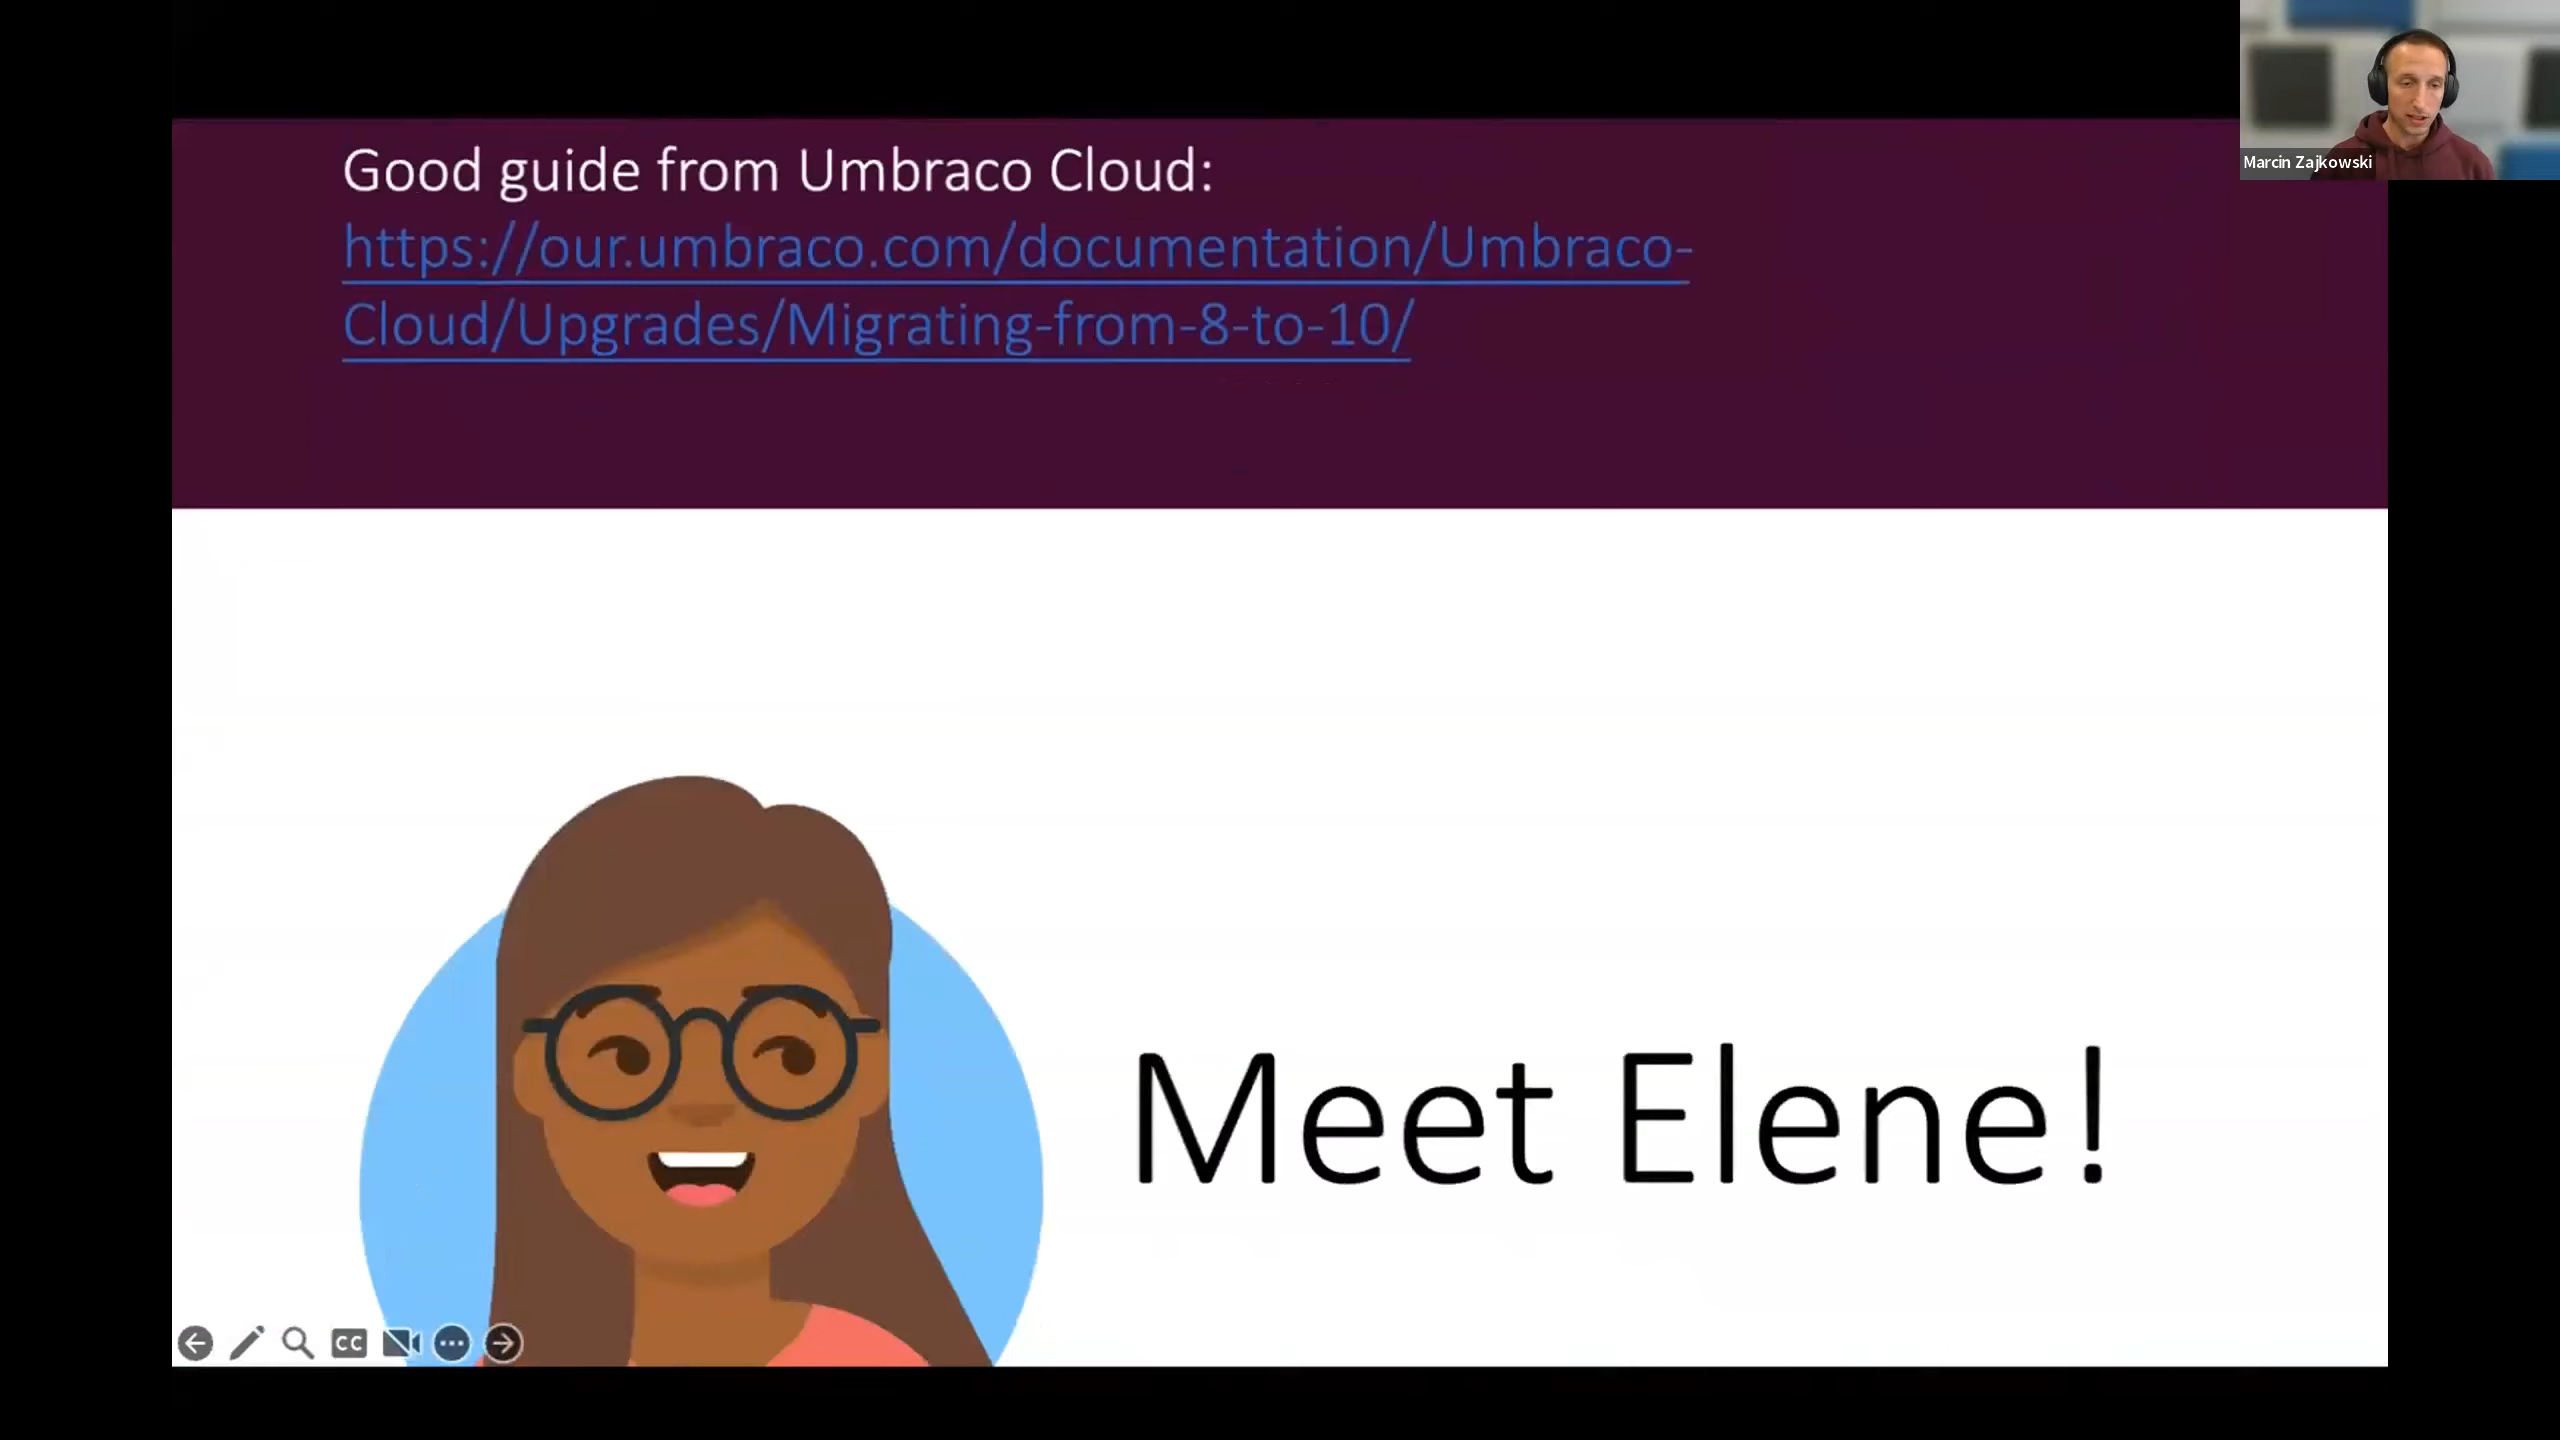 Good guide from Umbraco Cloud:
https://our.umbraco.com/documentation/Umbraco-
Cloud/Upgrades/Migrating-from-8-to-10/
Marcin Zajkowski
Meet Elene!
CC